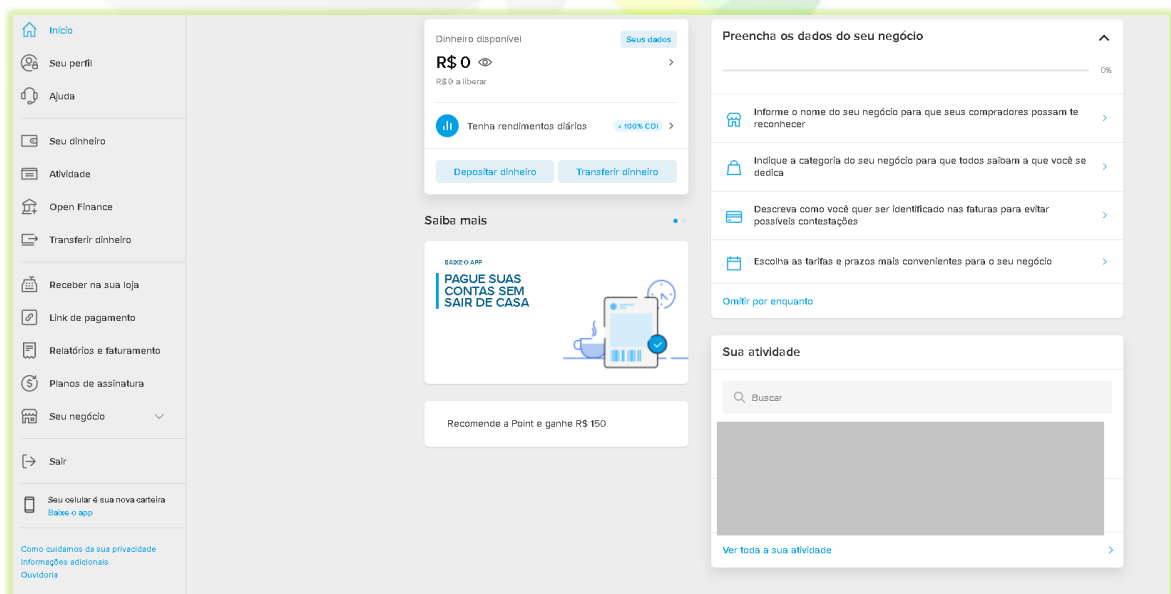 Início
Seu perfil
Ajuda
Seu dinheiro
Atividade
Open Finance
Transferir dinheiro
Receber na sua loja
Link de pagamento
Relatórios e faturamento
Planos de assinatura
Seu negócio
Sair
Seu celular é sua nova carteira
Baixe o app
Como cuidamos da sua privacidade
Informações adicionais
Ouvidoria
Dinheiro disponível
Seus dados
R$ 0
R$ 0 a liberar
Tenha rendimentos diários
+ 100% CDI
Depositar dinheiro
Transferir dinheiro
Saiba mais
BAIXE O APP
PAGUE SUAS
CONTAS SEM
SAIR DE CASA
Recomende a Point e ganhe R$ 150
Preencha os dados do seu negócio
0%
Informe o nome do seu negócio para que seus compradores possam te
reconhecer
Indique a categoria do seu negócio para que todos saibam a que você se
dedica
Descreva como você quer ser identificado nas faturas para evitar
possíveis contestações
Escolha as tarifas e prazos mais convenientes para o seu negócio
Omitir por enquanto
Sua atividade
Buscar
Ver toda a sua atividade